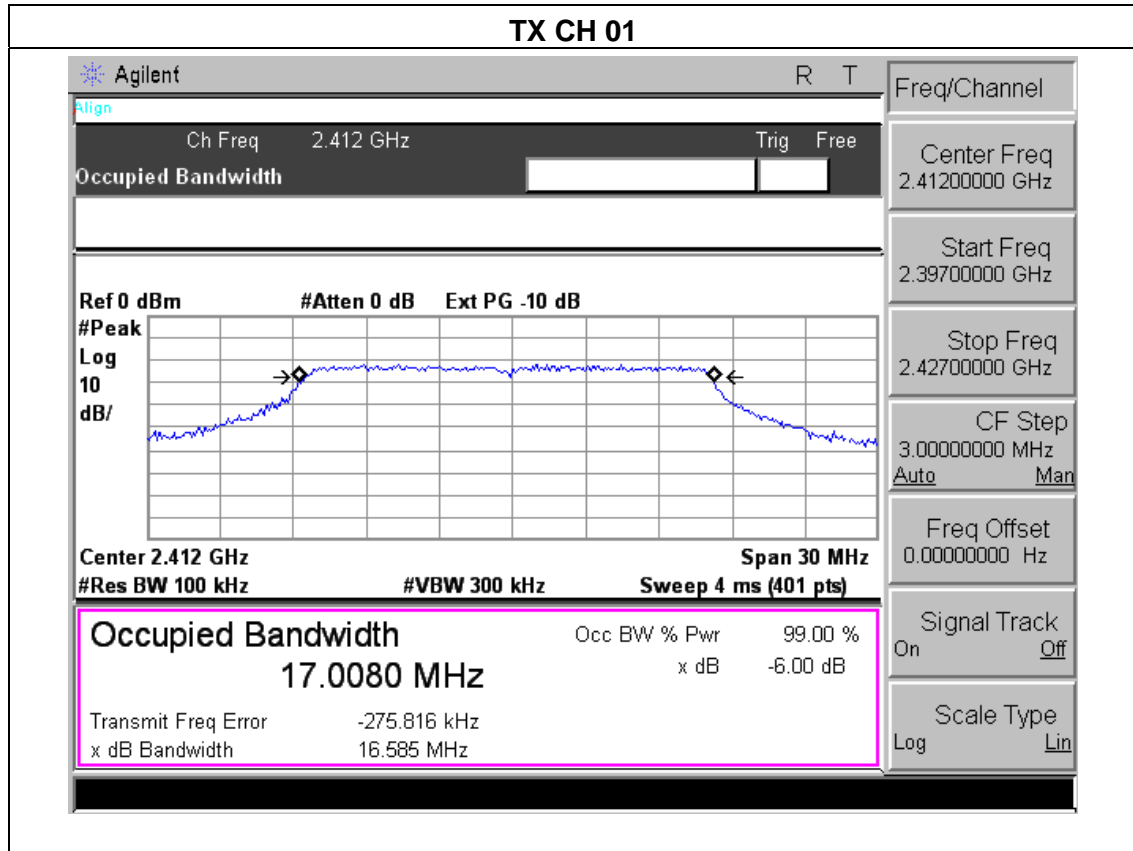 TX CH 01
Agilent R T
Freq/Channel
Align
Ch Freq 2.412 GHz Trig Free
Occupied Bandwidth
Center Freq
2.41200000 GHz
Start Freq
2.39700000 GHz
Stop Freq
2.42700000 GHz
CF Step
3.00000000 MHz
Auto Man
Freq Offset
0.00000000 Hz
Signal Track
On Off
Scale Type
Log Lin
Ref 0 dBm #Atten 0 dB Ext PG -10 dB
#Peak
Log
10
dB/
Center 2.412 GHz Span 30 MHz
#Res BW 100 kHz #VBW 300 kHz Sweep 4 ms (401 pts)
Occupied Bandwidth Occ BW % Pwr 99.00 %
17.0080 MHz x dB -6.00 dB
Transmit Freq Error -275.816 kHz
x dB Bandwidth 16.585 MHz